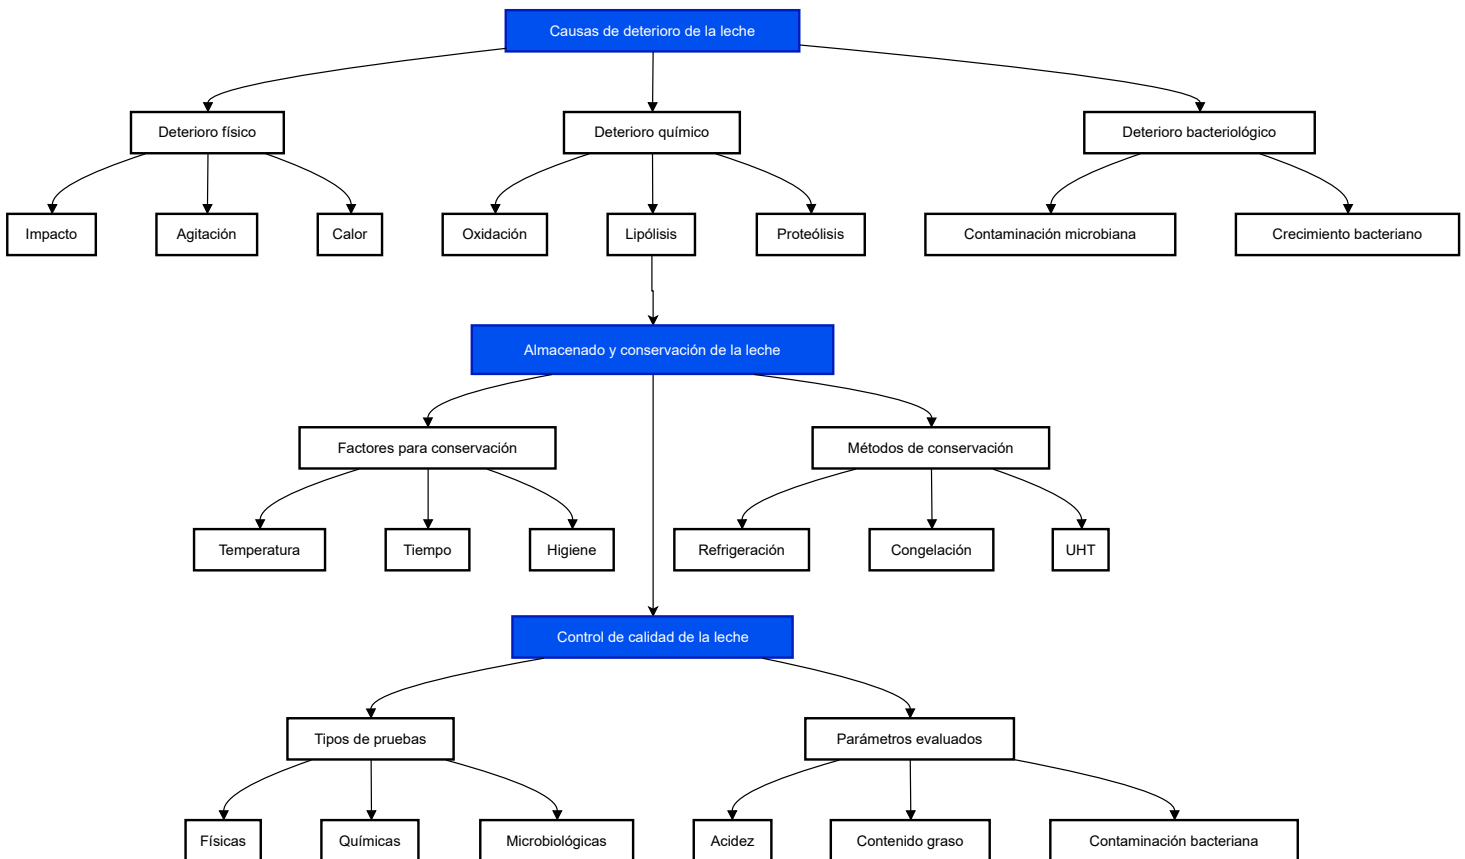 Causas de deterioro de la leche
Deterioro físico
Deterioro químico
Deterioro bacteriológico
Impacto
Agitación
Calor
Oxidación
Lipólisis
Proteólisis
Contaminación microbiana
Crecimiento bacteriano
Almacenado y conservación de la leche
Factores para conservación
Métodos de conservación
Temperatura
Tiempo
Higiene
Refrigeración
Congelación
UHT
Control de calidad de la leche
Tipos de pruebas
Parámetros evaluados
Físicas
Químicas
Microbiológicas
Acidez
Contenido graso
Contaminación bacteriana